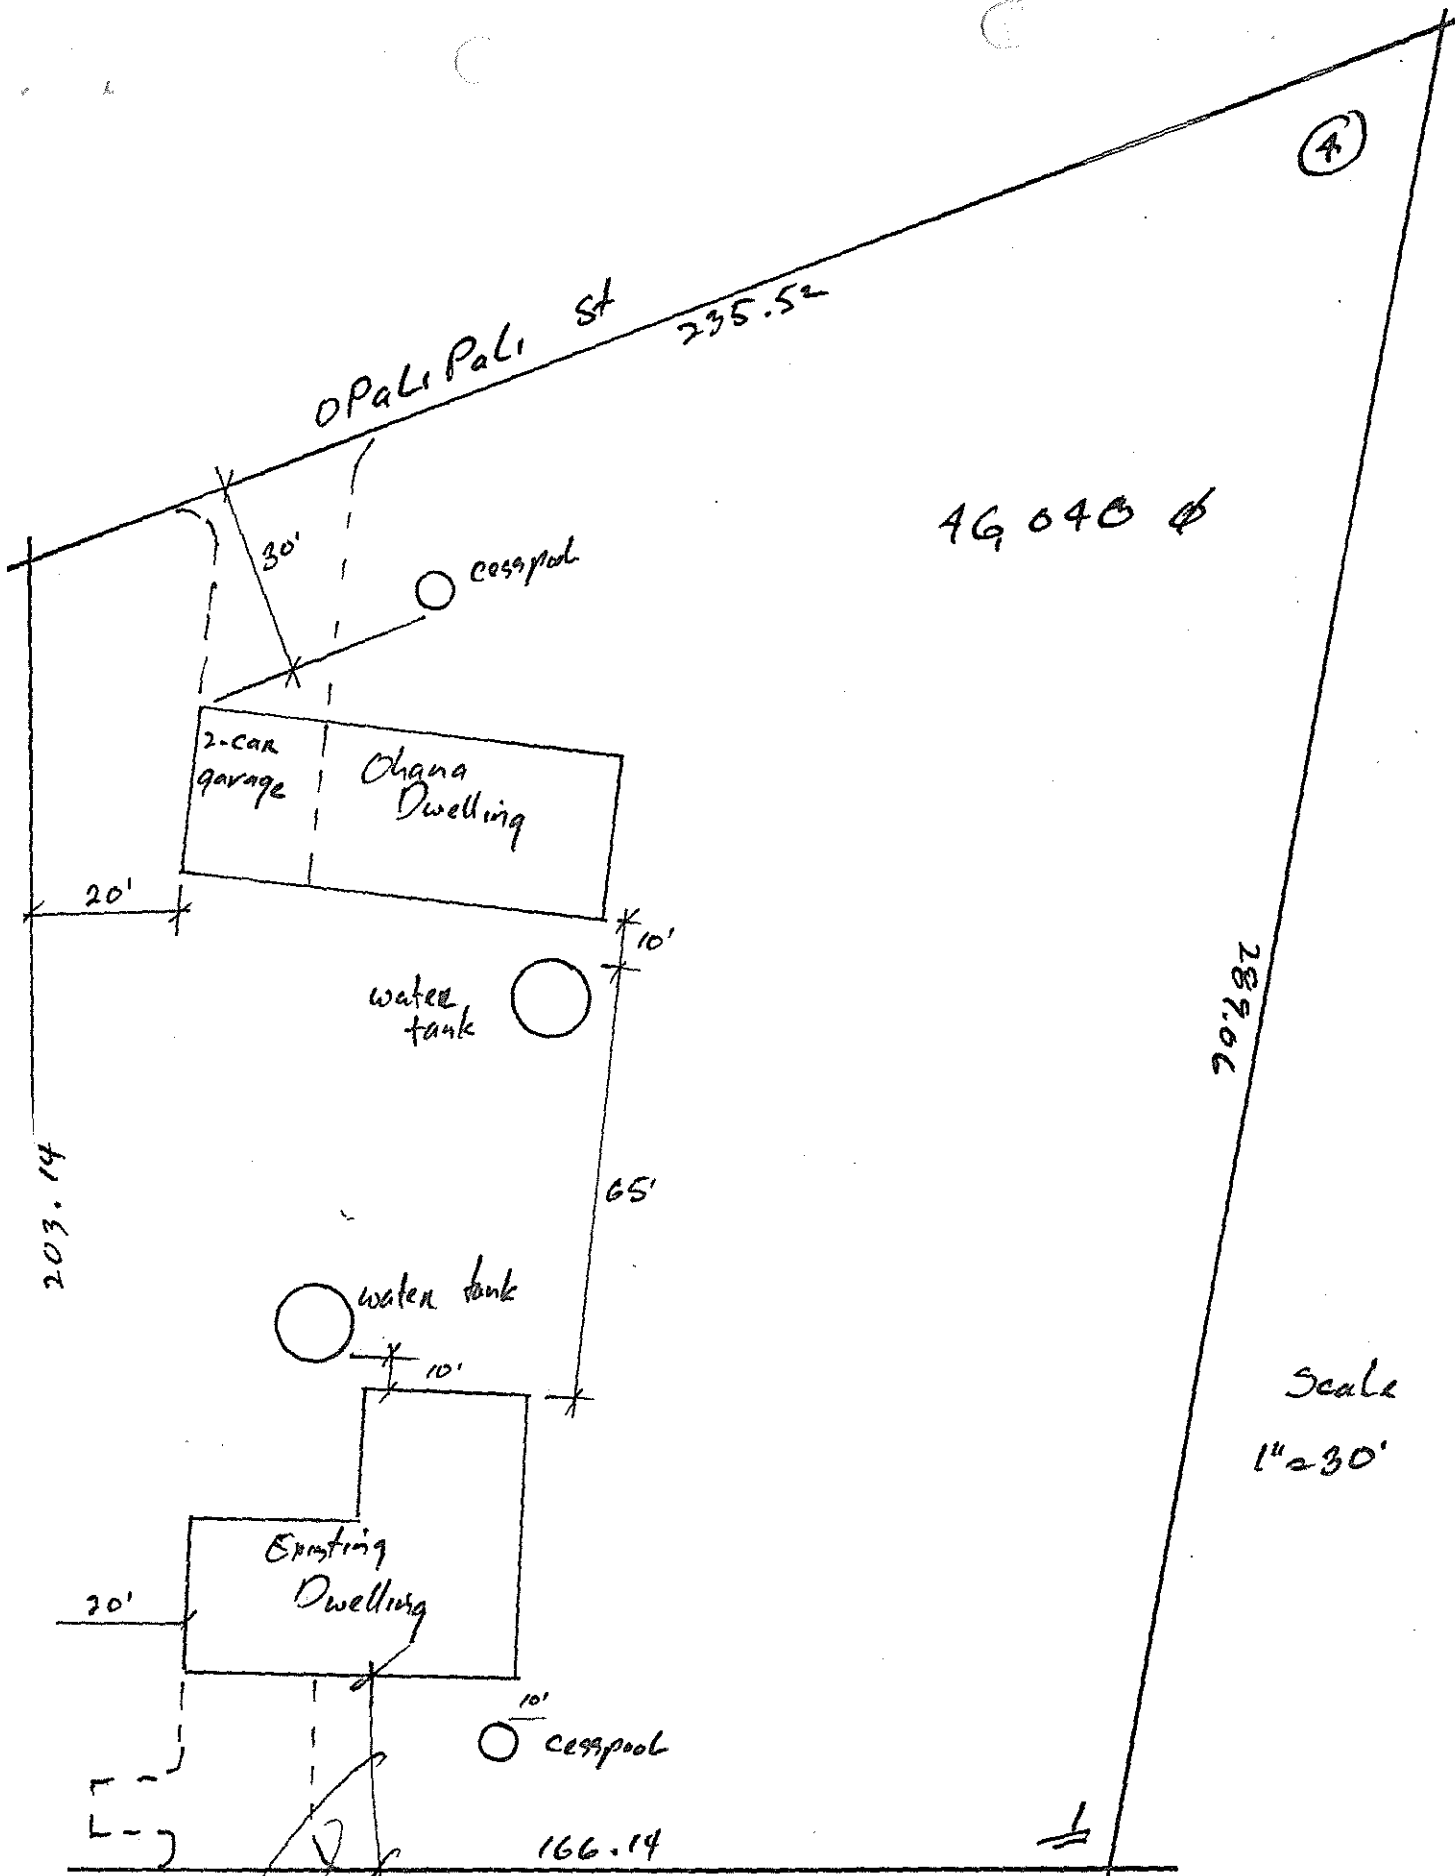 4
OPaLi PaLi St
235.52
46,040 ϕ
30'
cesspool
2-car
garage
Ohana
Dwelling
20'
10'
water
tank
289.06
65'
203.14
water tank
10'
Scale
1"=30'
Existing
Dwelling
20'
10'
cesspool
166.14